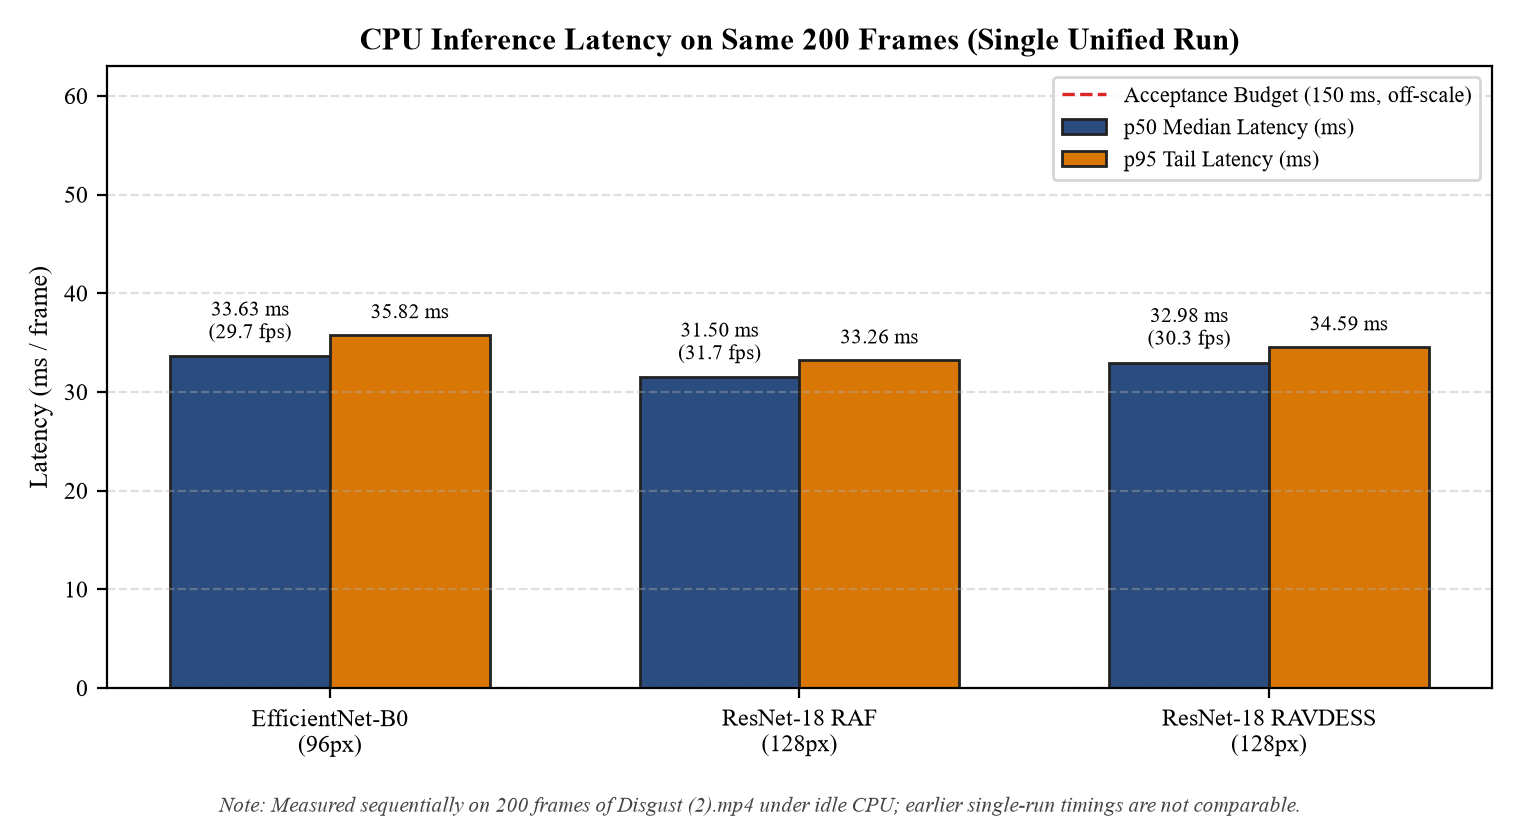 CPU Inference Latency on Same 200 Frames (Single Unified Run)
Acceptance Budget (150 ms, off-scale)
p50 Median Latency (ms)
p95 Tail Latency (ms)
Latency (ms / frame)
60
50
40
30
20
10
0
33.63 ms
(29.7 fps)
35.82 ms
31.50 ms
(31.7 fps)
33.26 ms
32.98 ms
(30.3 fps)
34.59 ms
EfficientNet-B0
(96px)
ResNet-18 RAF
(128px)
ResNet-18 RAVDESS
(128px)
Note: Measured sequentially on 200 frames of Disgust (2).mp4 under idle CPU; earlier single-run timings are not comparable.